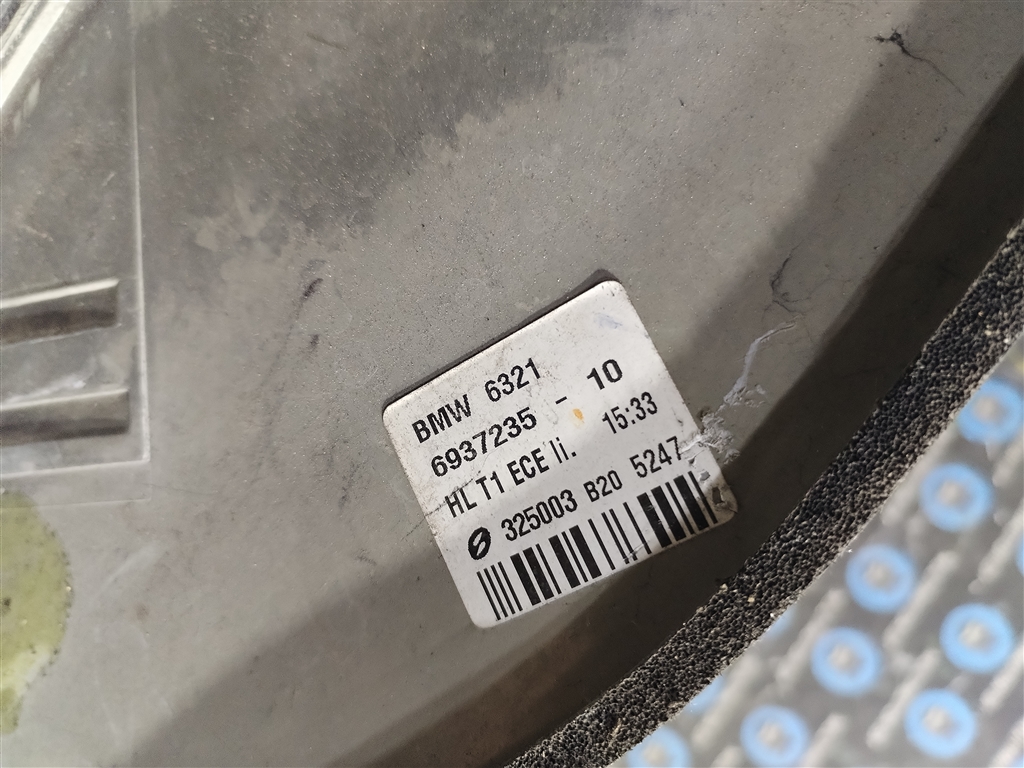 BMW 6321
6937235 - 10
HL T1 ECE li. 15:33
325003 B20 5247